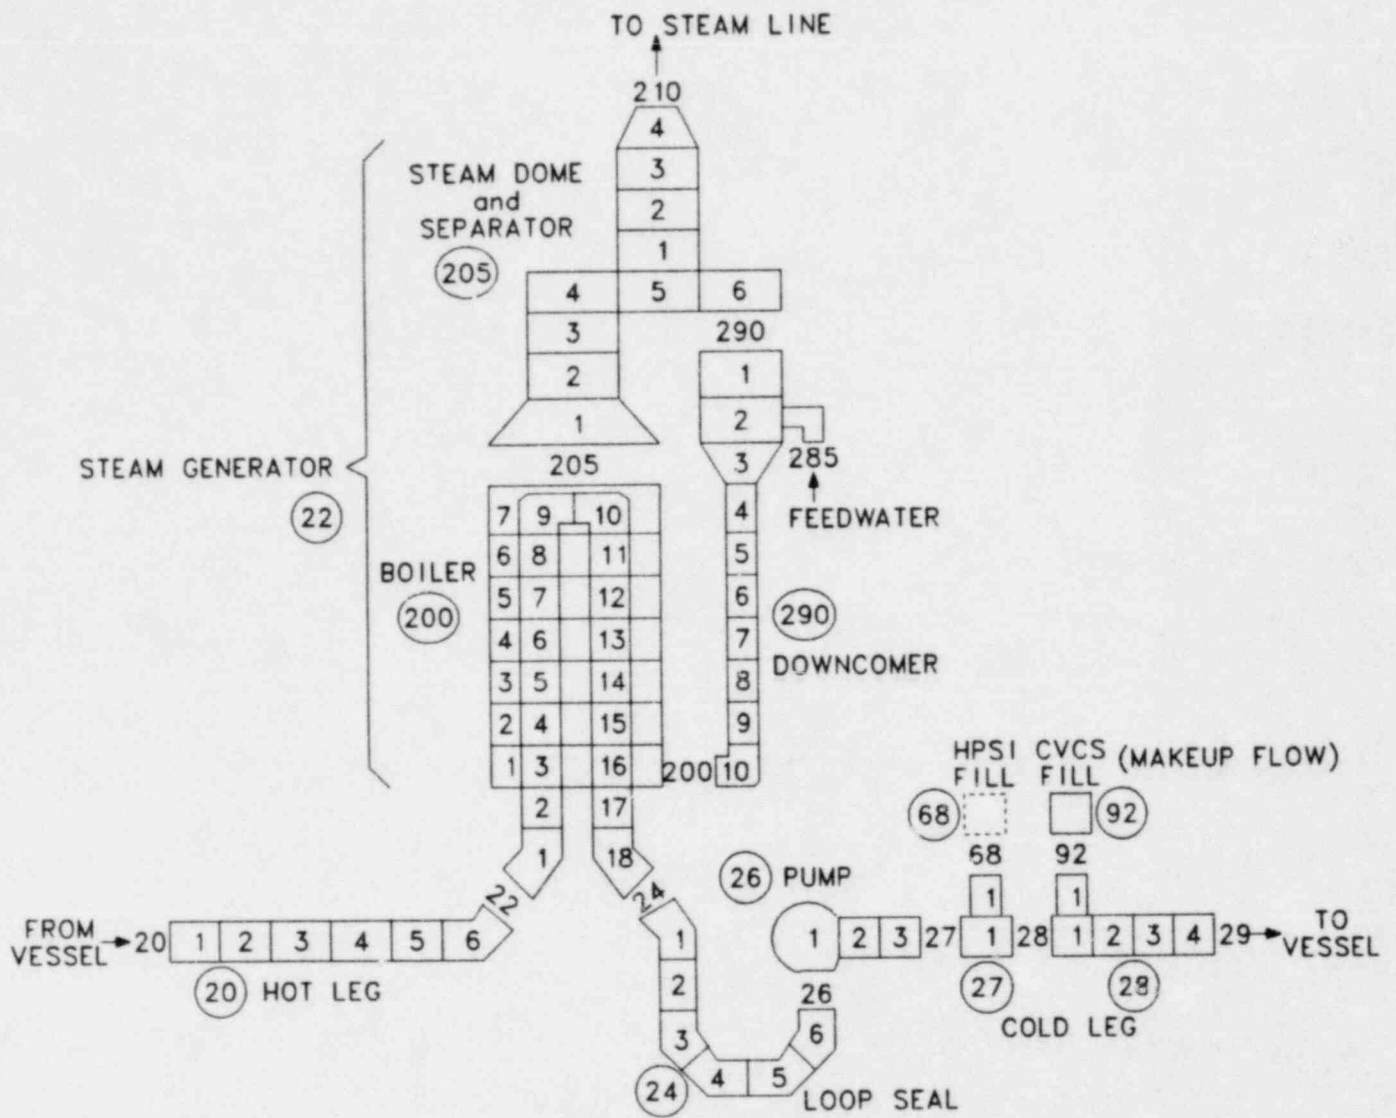 TO STEAM LINE
210
4
3
STEAM DOME
and
SEPARATOR
2
1
205
4 5 6
3
290
2
1
1
2
STEAM GENERATOR
205
3
285
22
7 9 10
4
FEEDWATER
6 8 11
5
BOILER
200
5 7 12
6
290
4 6 13
7
DOWNCOMER
3 5 14
8
2 4 15
9
HPSI CVCS (MAKEUP FLOW)
FILL FILL
1 3 16
200 10
2 17
68
92
68 92
1 18
26 PUMP
1 1
22
24
FROM
VESSEL
20 1 2 3 4 5 6
1
1 2 3 27 1 28 1 2 3 4 29
TO
VESSEL
20 HOT LEG
2
26
27
28
COLD LEG
3
6
4 5
24
LOOP SEAL